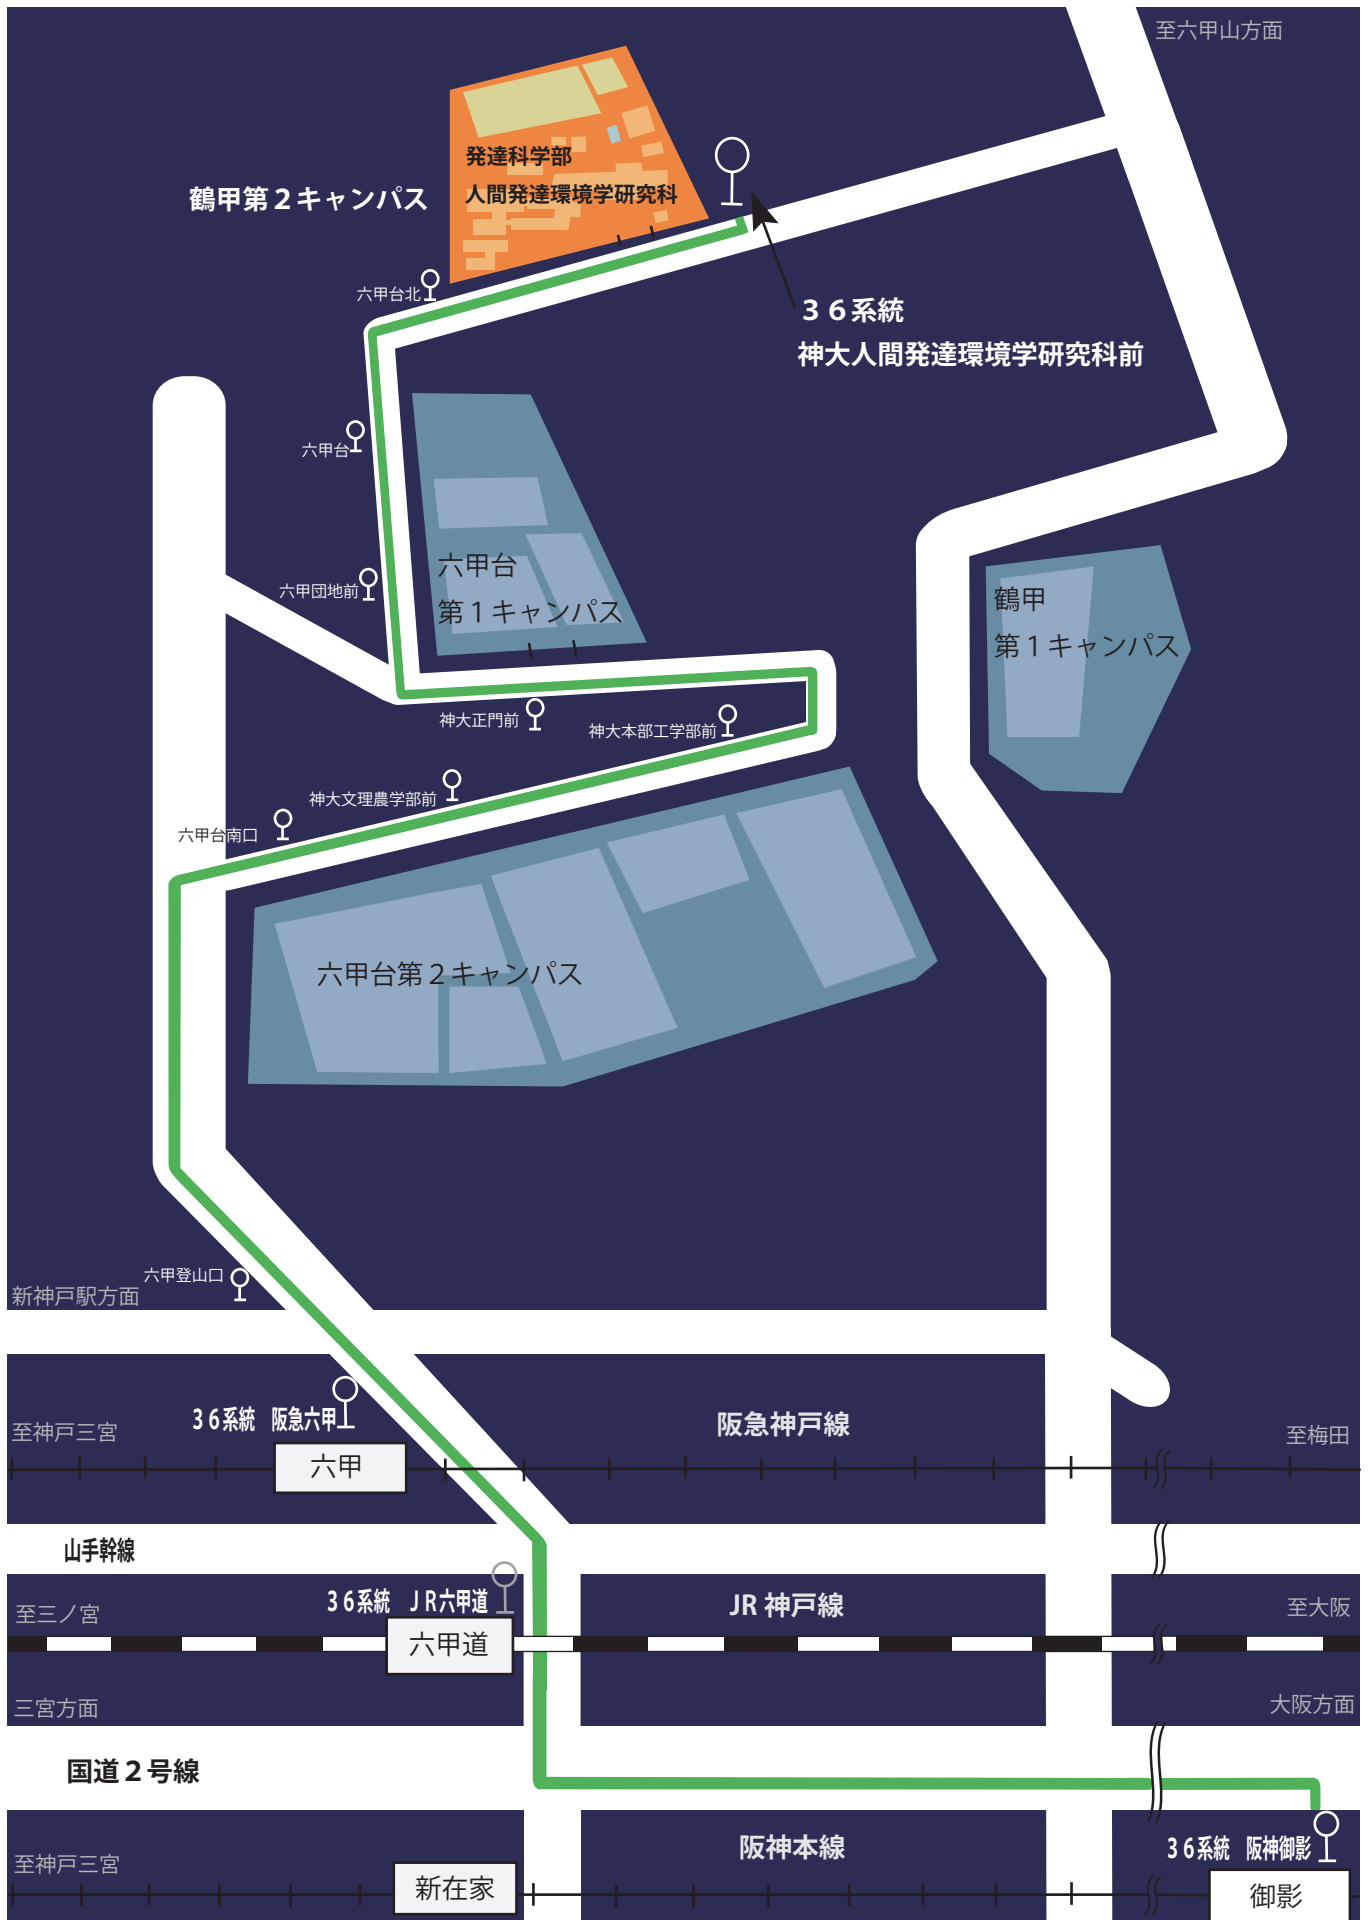 至六甲山方面
発達科学部
人間発達環境学研究科
鶴甲第２キャンパス
六甲台北
３６系統
神大人間発達環境学研究科前
六甲台
六甲台
第１キャンパス
六甲団地前
鶴甲
第１キャンパス
神大正門前
神大本部工学部前
神大文理農学部前
六甲台南口
六甲台第２キャンパス
六甲登山口
新神戸駅方面
３６系統　阪急六甲
至神戸三宮
阪急神戸線
至梅田
六甲
山手幹線
３６系統　ＪＲ六甲道
至三ノ宮
JR 神戸線
至大阪
六甲道
三宮方面
大阪方面
国道２号線
３６系統　阪神御影
阪神本線
至神戸三宮
新在家
御影